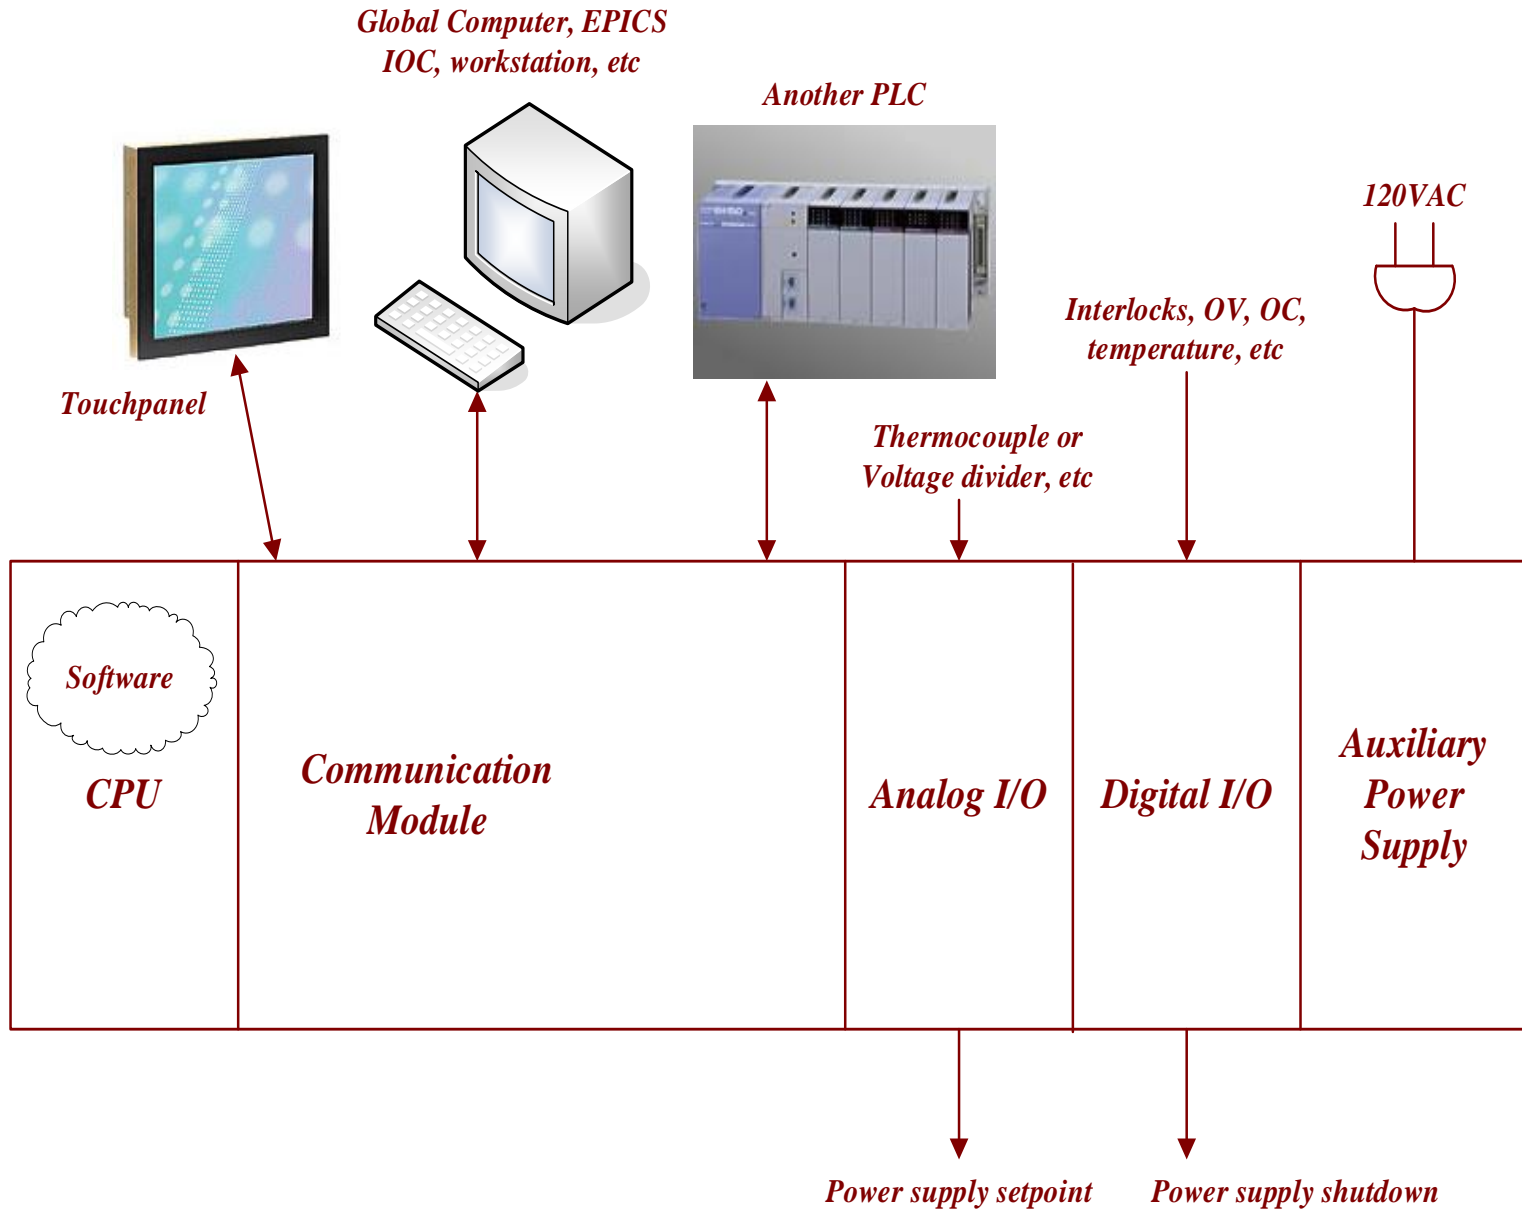 Global Computer, EPICS
IOC, workstation, etc
Another PLC
120VAC
Interlocks, OV, OC,
temperature, etc
Touchpanel
Thermocouple or
Voltage divider, etc
Software
CPU
Communication
Module
Analog I/O
Digital I/O
Auxiliary
Power
Supply
Power supply setpoint
Power supply shutdown